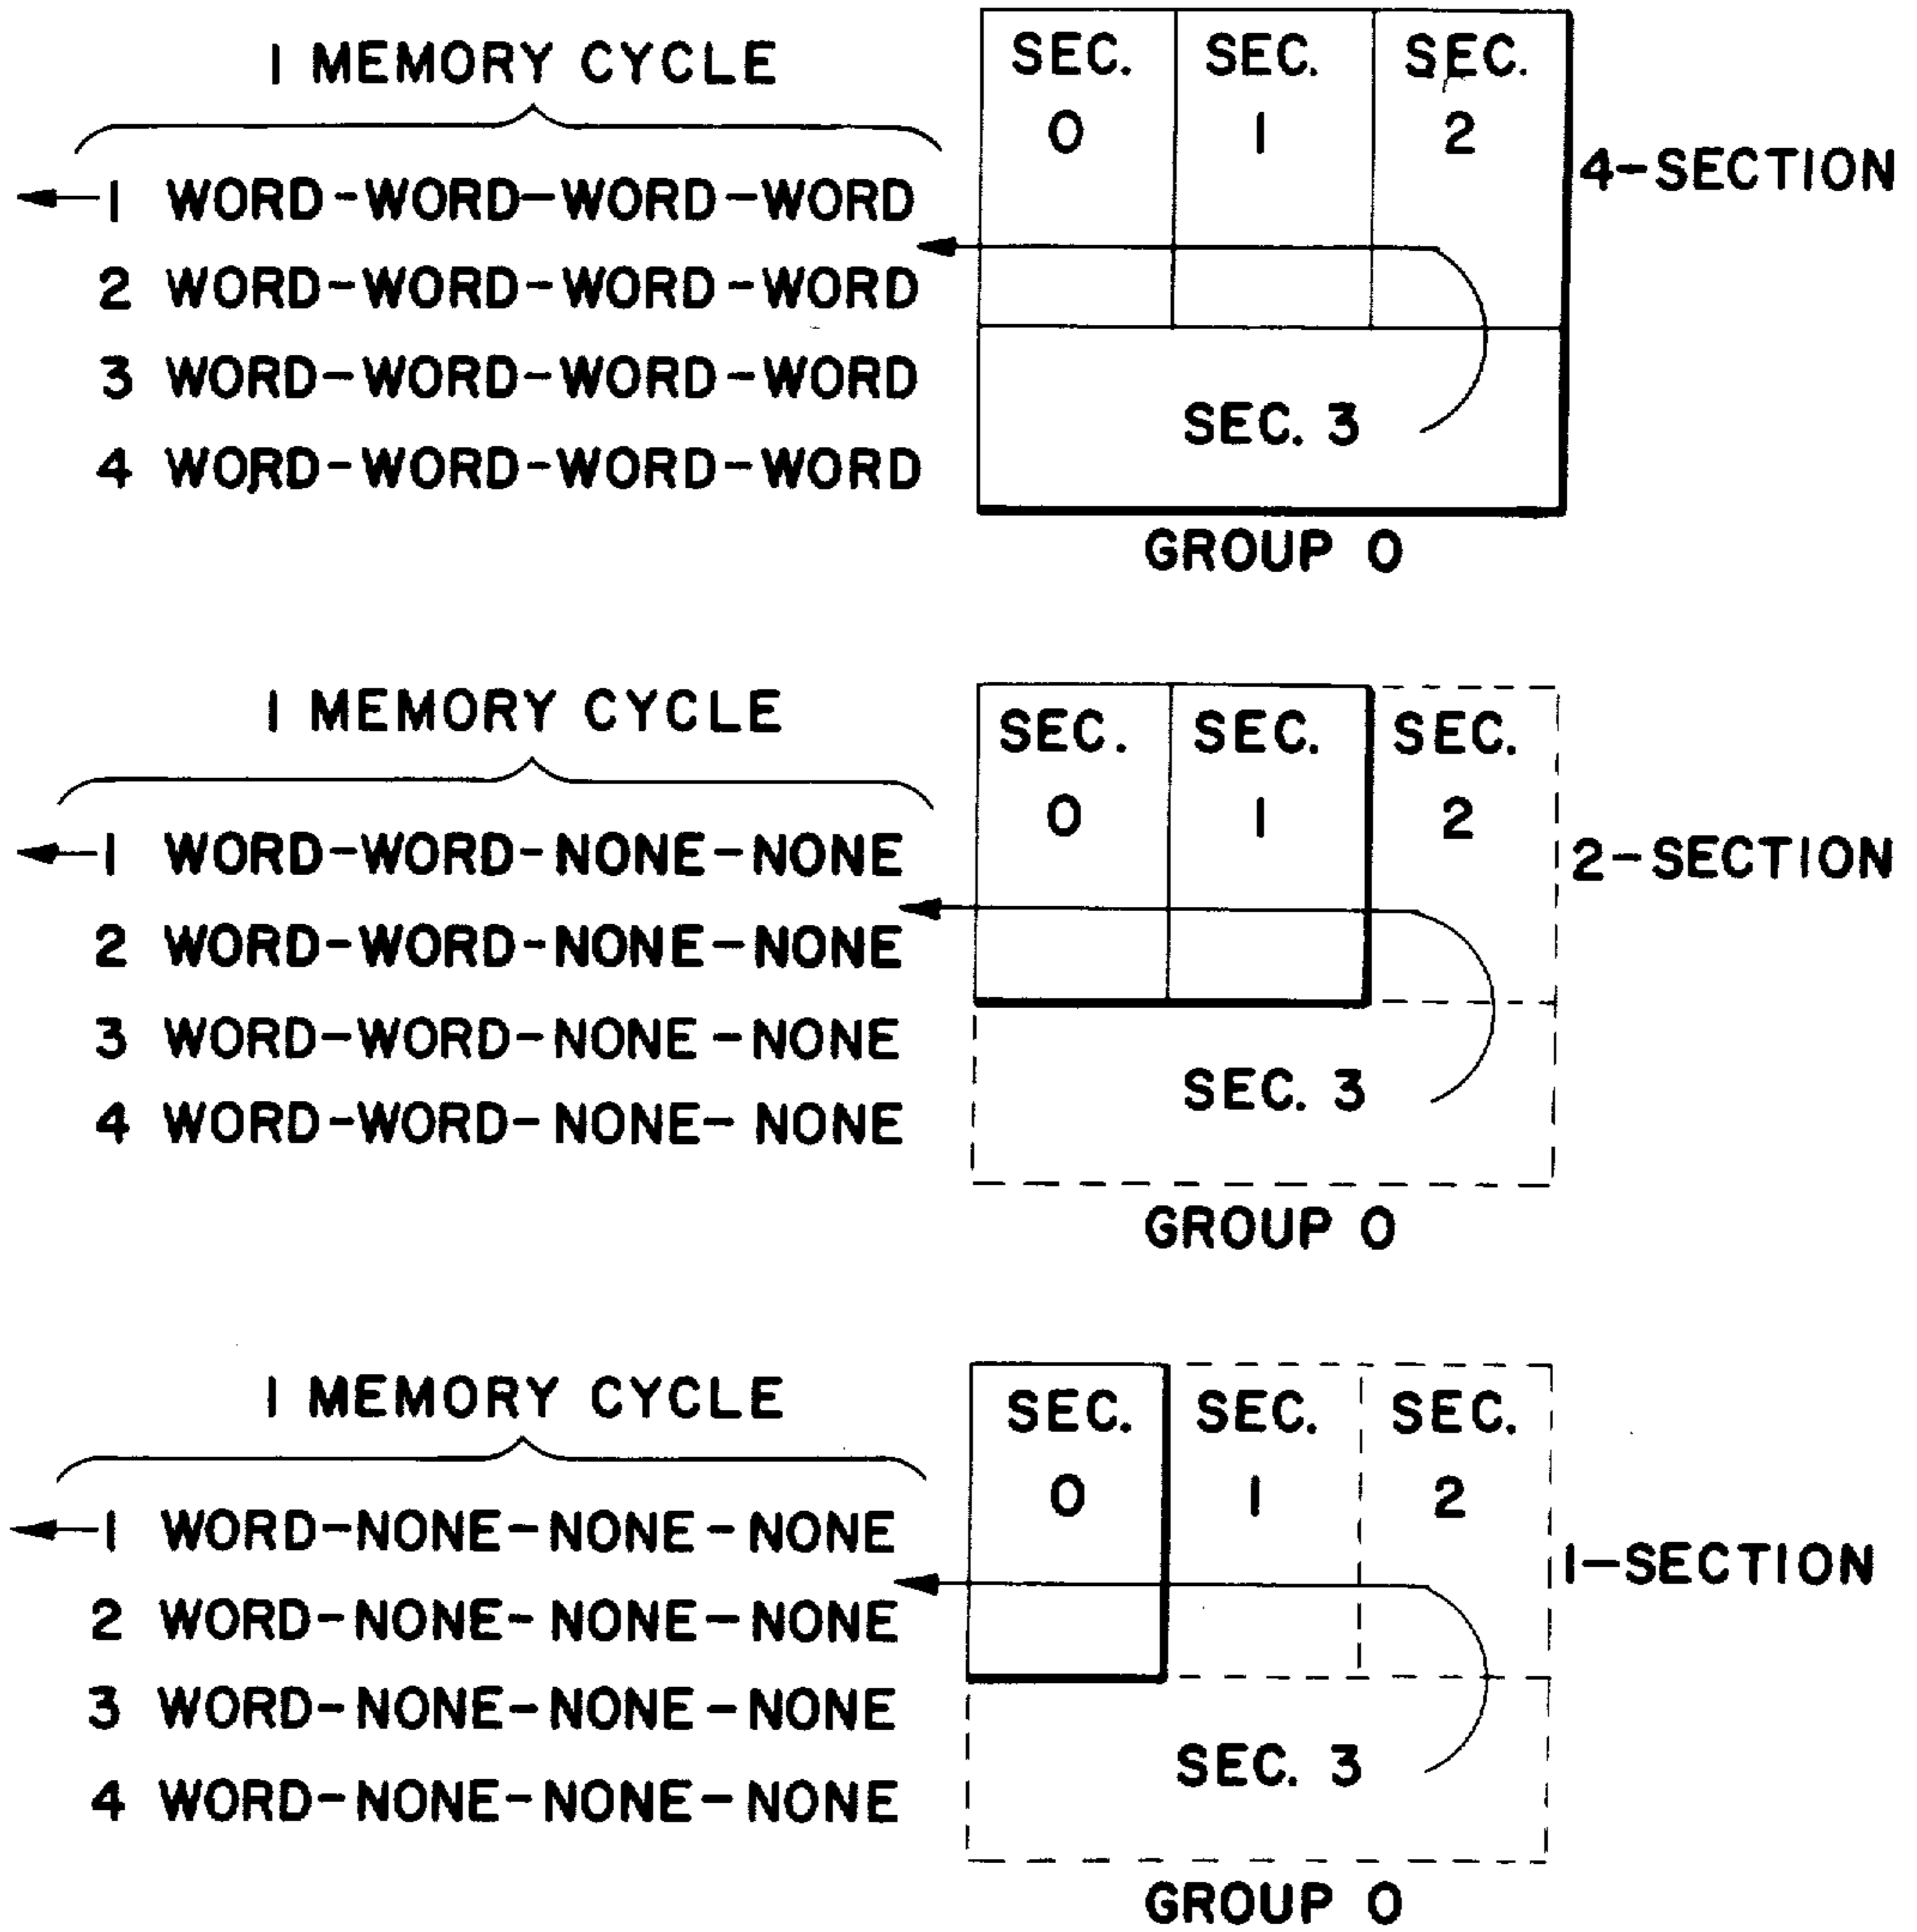 1 MEMORY CYCLE
1 WORD-WORD-WORD-WORD
2 WORD-WORD-WORD-WORD
3 WORD-WORD-WORD-WORD
4 WORD-WORD-WORD-WORD
SEC. SEC. SEC.
0 1 2
SEC. 3
GROUP 0
4-SECTION
1 MEMORY CYCLE
1 WORD-WORD-NONE-NONE
2 WORD-WORD-NONE-NONE
3 WORD-WORD-NONE-NONE
4 WORD-WORD-NONE-NONE
SEC. SEC. SEC.
0 1 2
SEC. 3
GROUP 0
2-SECTION
1 MEMORY CYCLE
1 WORD-NONE-NONE-NONE
2 WORD-NONE-NONE-NONE
3 WORD-NONE-NONE-NONE
4 WORD-NONE-NONE-NONE
SEC. SEC. SEC.
0 1 2
SEC. 3
GROUP 0
1-SECTION